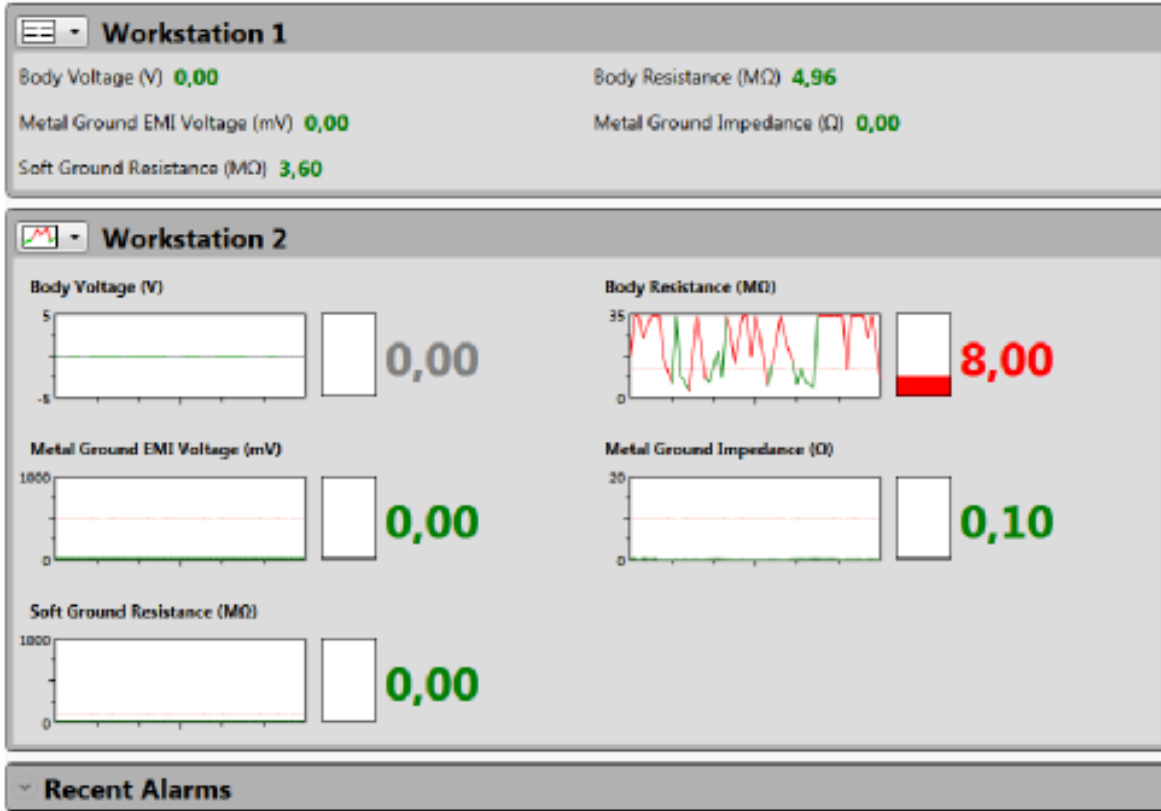 Workstation 1
Body Voltage (V) 0,00
Body Resistance (MΩ) 4,96
Metal Ground EMI Voltage (mV) 0,00
Metal Ground Impedance (Ω) 0,00
Soft Ground Resistance (MΩ) 3,60
Workstation 2
Body Voltage (V)
5
-5
0,00
Body Resistance (MΩ)
35
0
8,00
Metal Ground EMI Voltage (mV)
1000
0
0,00
Metal Ground Impedance (Ω)
20
0
0,10
Soft Ground Resistance (MΩ)
1000
0
0,00
Recent Alarms